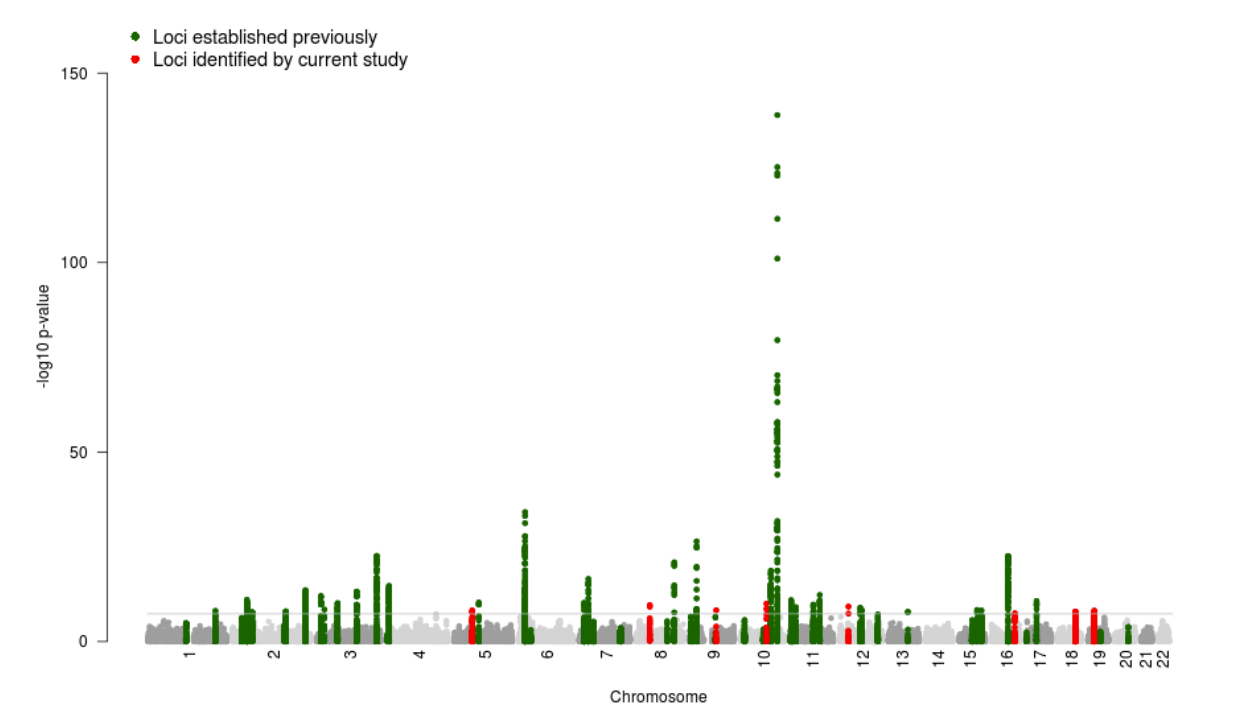 Loci established previously
Loci identified by current study
150
100
50
0
-log10 p-value
1 2 3 4 5 6 7 8 9 10 11 12 13 14 15 16 17 18 19 20 21 22
Chromosome